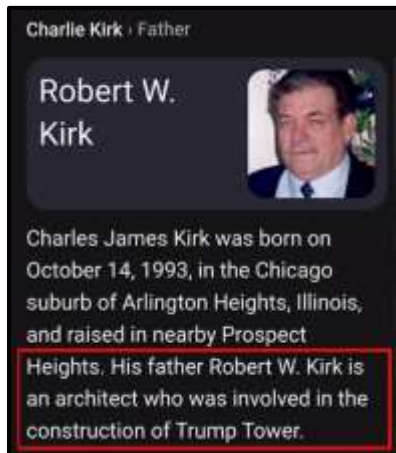 Charlie Kirk › Father
Robert W.
Kirk
Charles James Kirk was born on
October 14, 1993, in the Chicago
suburb of Arlington Heights, Illinois,
and raised in nearby Prospect
Heights. His father Robert W. Kirk is
an architect who was involved in the
construction of Trump Tower.